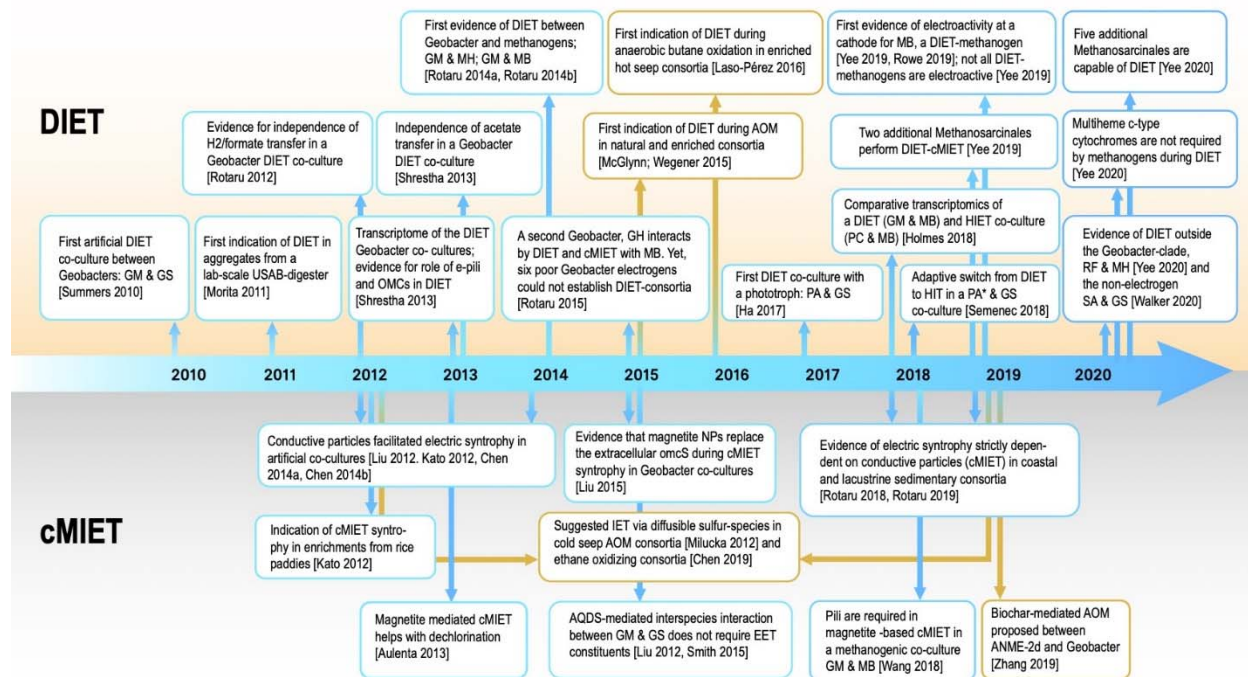 First evidence of DIET between
Geobacter and methanogens;
GM & MH; GM & MB
[Rotaru 2014a, Rotaru 2014b]
First indication of DIET during
anaerobic butane oxidation in enriched
hot seep consortia [Laso-Pérez 2016]
First evidence of electroactivity at a
cathode for MB, a DIET-methanogen
[Yee 2019, Rowe 2019]; not all DIET-
methanogens are electroactive [Yee 2019]
Five additional
Methanosarcinales are
capable of DIET [Yee 2020]
DIET
Evidence for independence of
H2/formate transfer in a
Geobacter DIET co-culture
[Rotaru 2012]
Independence of acetate
transfer in a Geobacter
DIET co-culture
[Shrestha 2013]
First indication of DIET during AOM
in natural and enriched consortia
[McGlynn; Wegener 2015]
Two additional Methanosarcinales
perform DIET-cMIET [Yee 2019]
Multiheme c-type
cytochromes are not required
by methanogens during DIET
[Yee 2020]
Comparative transcriptomics of
a DIET (GM & MB) and HIET co-culture
(PC & MB) [Holmes 2018]
First artificial DIET
co-culture between
Geobacters: GM & GS
[Summers 2010]
First indication of DIET in
aggregates from a
lab-scale USAB-digester
[Morita 2011]
Transcriptome of the DIET
Geobacter co- cultures;
evidence for role of e-pili
and OMCs in DIET
[Shrestha 2013]
A second Geobacter, GH interacts
by DIET and cMIET with MB. Yet,
six poor Geobacter electrogens
could not establish DIET-consortia
[Rotaru 2015]
First DIET co-culture with
a phototroph: PA & GS
[Ha 2017]
Adaptive switch from DIET
to HIT in a PA* & GS
co-culture [Semenec 2018]
Evidence of DIET outside
the Geobacter-clade,
RF & MH [Yee 2020] and
the non-electrogen
SA & GS [Walker 2020]
2010 2011 2012 2013 2014 2015 2016 2017 2018 2019 2020
Conductive particles facilitated electric syntrophy in
artificial co-cultures [Liu 2012. Kato 2012, Chen
2014a, Chen 2014b]
Evidence that magnetite NPs replace
the extracellular omcS during cMIET
syntrophy in Geobacter co-cultures
[Liu 2015]
Evidence of electric syntrophy strictly depen-
dent on conductive particles (cMIET) in coastal
and lacustrine sedimentary consortia
[Rotaru 2018, Rotaru 2019]
cMIET
Indication of cMIET syntro-
phy in enrichments from rice
paddies [Kato 2012]
Suggested IET via diffusible sulfur-species in
cold seep AOM consortia [Milucka 2012] and
ethane oxidizing consortia [Chen 2019]
Magnetite mediated cMIET
helps with dechlorination
[Aulenta 2013]
AQDS-mediated interspecies interaction
between GM & GS does not require EET
constituents [Liu 2012, Smith 2015]
Pili are required in
magnetite -based cMIET in
a methanogenic co-culture
GM & MB [Wang 2018]
Biochar-mediated AOM
proposed between
ANME-2d and Geobacter
[Zhang 2019]